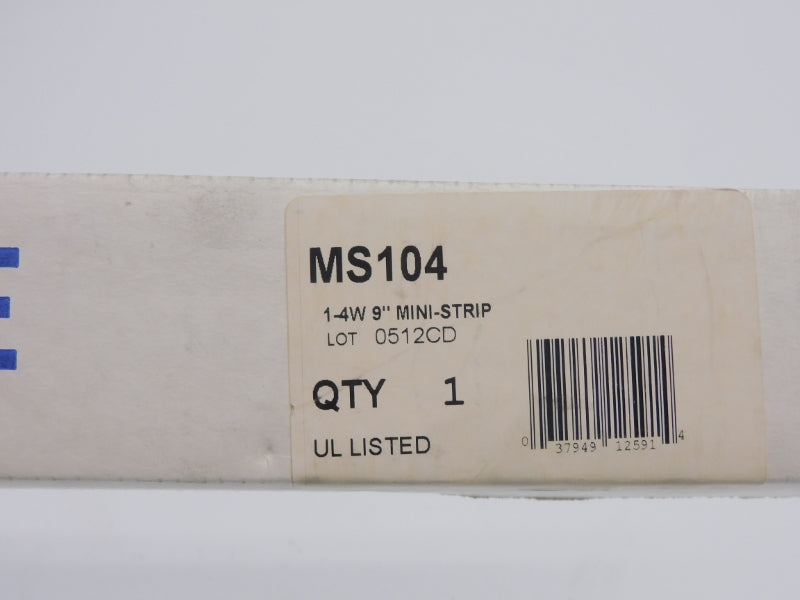 MS104
1-4W 9" MINI-STRIP
LOT 0512CD
QTY 1
UL LISTED
0 37949 12591 4